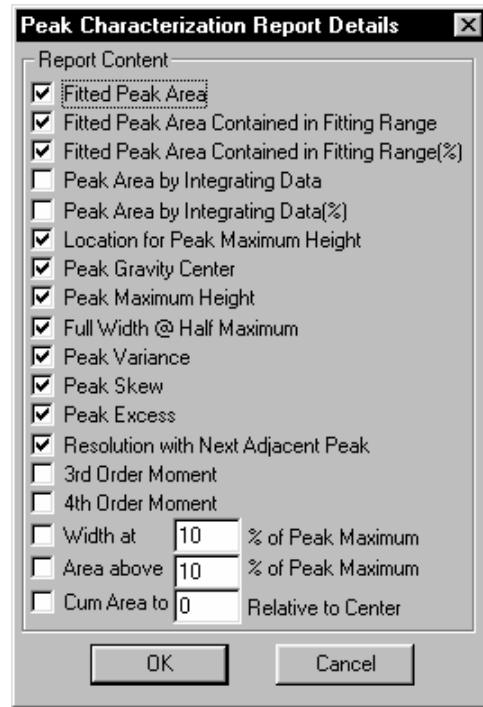 Peak Characterization Report Details
Report Content
Fitted Peak Area
Fitted Peak Area Contained in Fitting Range
Fitted Peak Area Contained in Fitting Range(%)
Peak Area by Integrating Data
Peak Area by Integrating Data(%)
Location for Peak Maximum Height
Peak Gravity Center
Peak Maximum Height
Full Width @ Half Maximum
Peak Variance
Peak Skew
Peak Excess
Resolution with Next Adjacent Peak
3rd Order Moment
4th Order Moment
Width at 10 % of Peak Maximum
Area above 10 % of Peak Maximum
Cum Area to 0 Relative to Center
OK Cancel